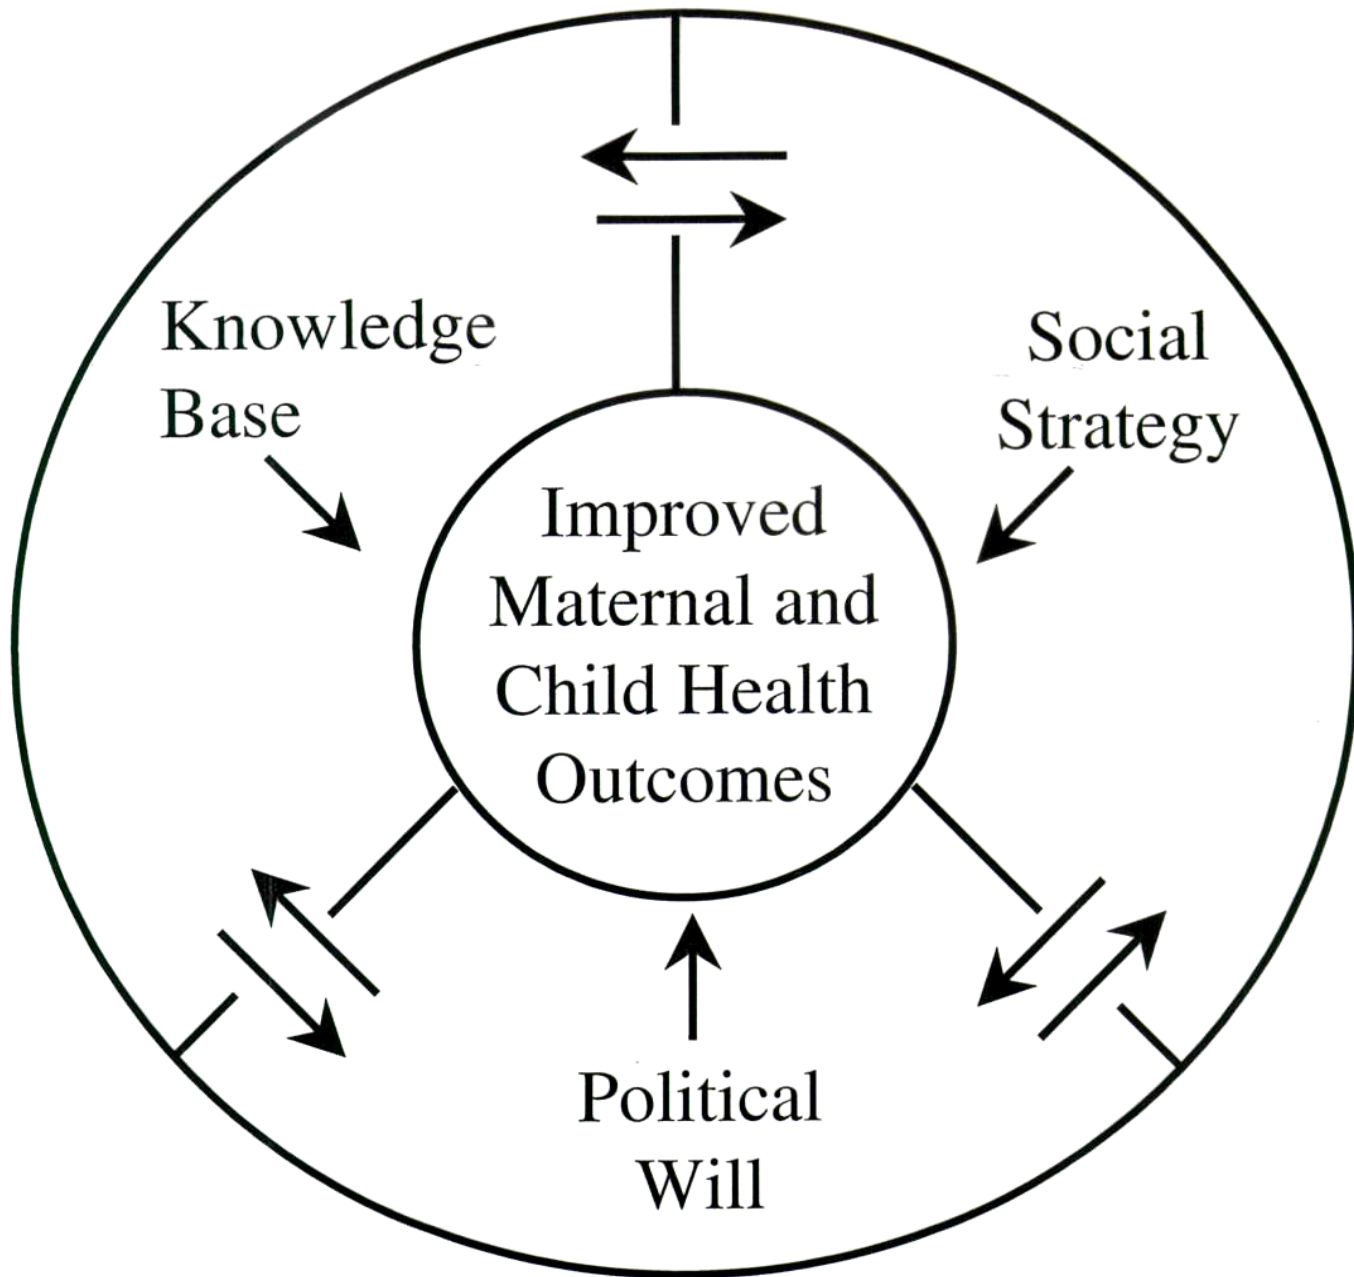 Knowledge
Base
Social
Strategy
Improved
Maternal and
Child Health
Outcomes
Political
Will